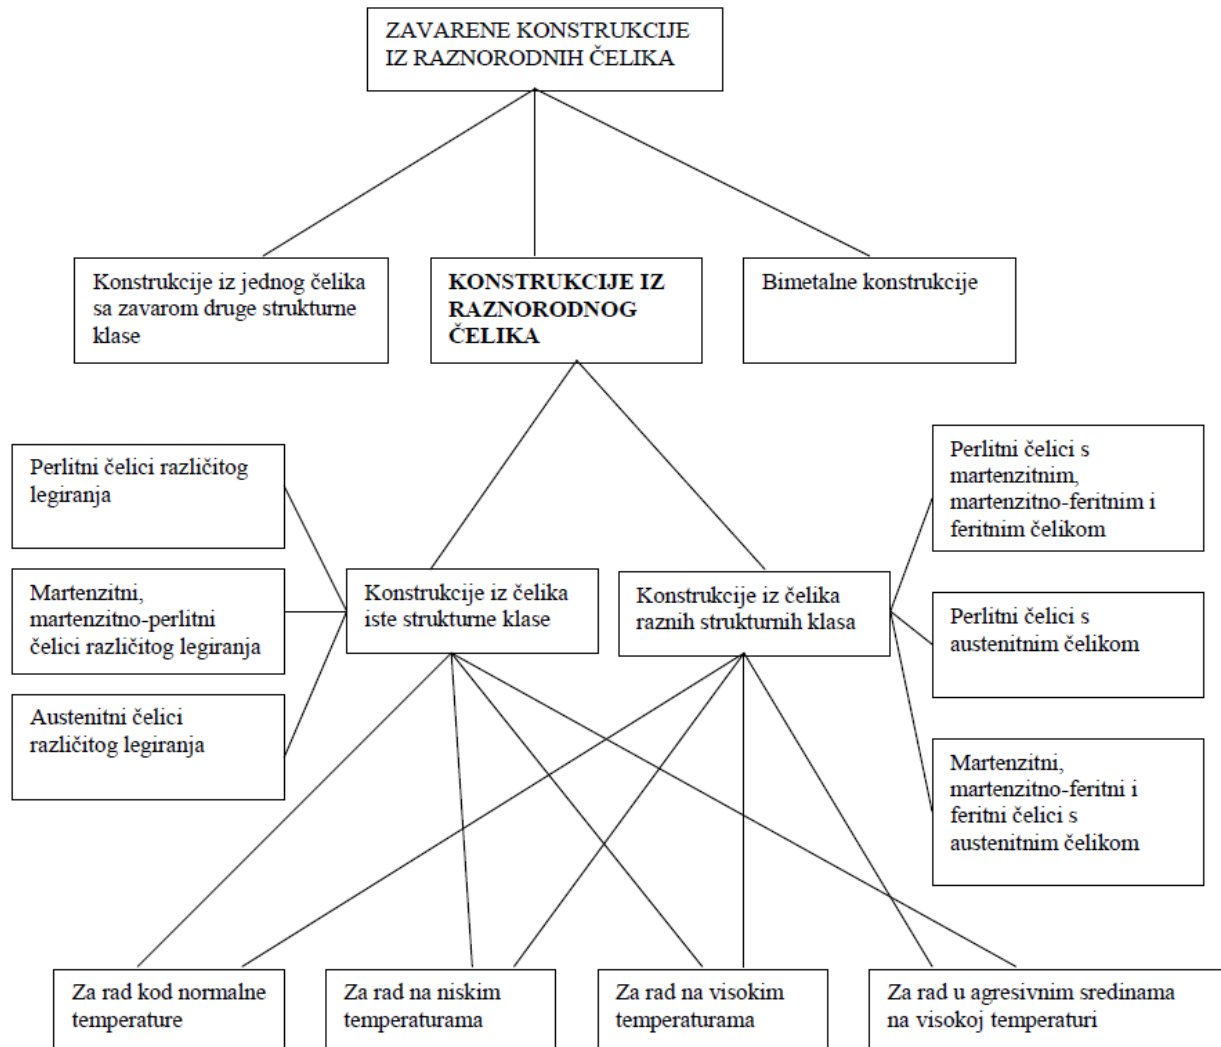 ZAVARENE KONSTRUKCIJE
IZ RAZNORODNIH ČELIKA
Konstrukcije iz jednog čelika
sa zavarom druge strukturne
klase
KONSTRUKCIJE IZ
RAZNORODNOG
ČELIKA
Bimetalne konstrukcije
Perlitni čelici različitog
legiranja
Martenzitni,
martenzitno-perlitni
čelici različitog legiranja
Austenitni čelici
različitog legiranja
Konstrukcije iz čelika
iste strukturne klase
Konstrukcije iz čelika
raznih strukturnih klasa
Perlitni čelici s
martenzitnim,
martenzitno-feritnim i
feritnim čelikom
Perlitni čelici s
austenitnim čelikom
Martenzitni,
martenzitno-feritni i
feritni čelici s
austenitnim čelikom
Za rad kod normalne
temperature
Za rad na niskim
temperaturama
Za rad na visokim
temperaturama
Za rad u agresivnim sredinama
na visokoj temperaturi